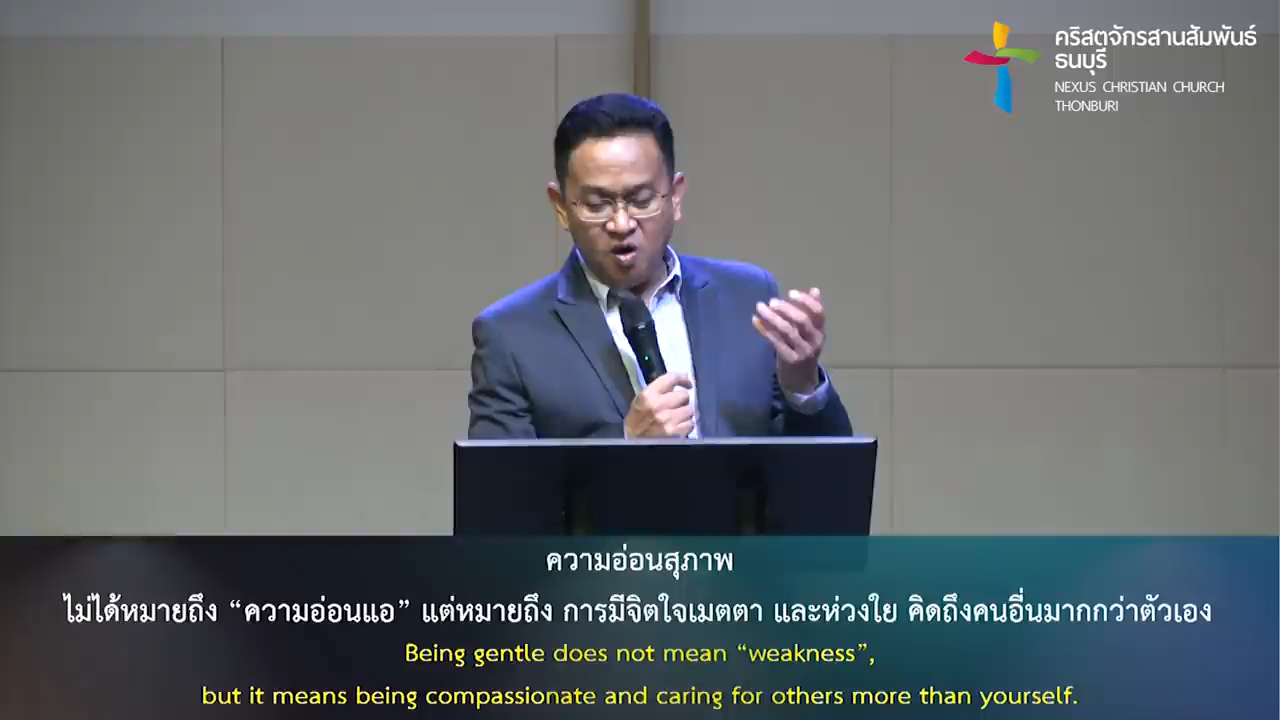 คริสตจักรสานสัมพันธ์
ธนบุรี
NEXUS CHRISTIAN CHURCH
THONBURI
ความอ่อนสุภาพ
ไม่ได้หมายถึง “ความอ่อนแอ” แต่หมายถึง การมีจิตใจเมตตา และห่วงใย คิดถึงคนอื่นมากกว่าตัวเอง
Being gentle does not mean “weakness”,
but it means being compassionate and caring for others more than yourself.